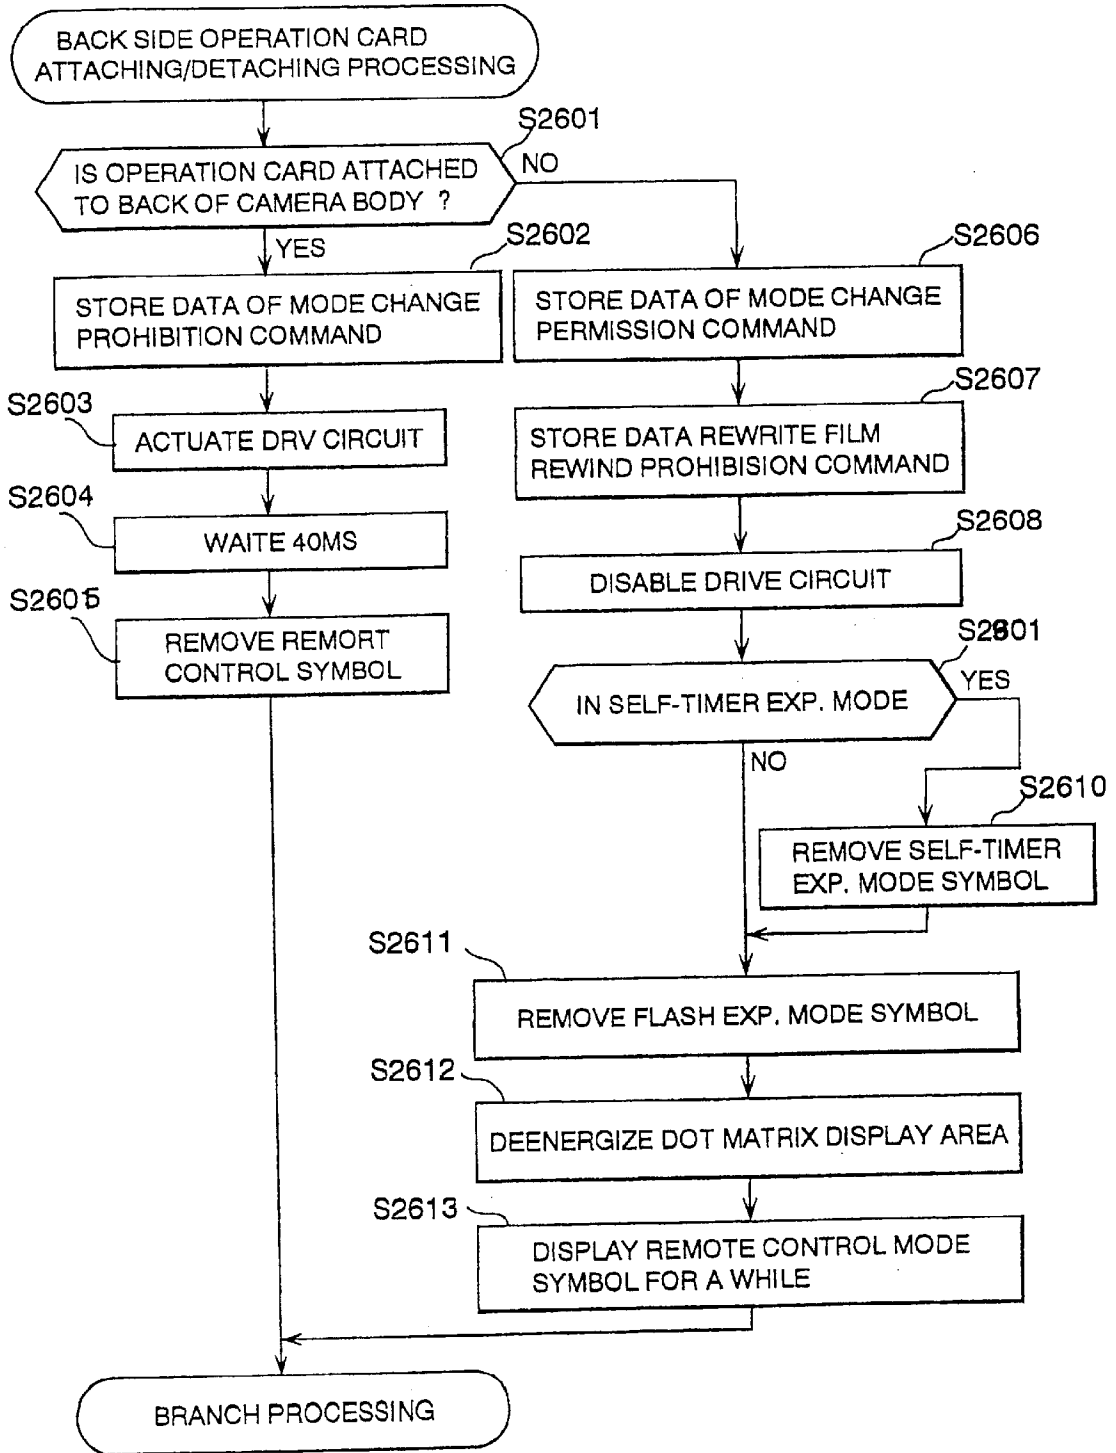 BACK SIDE OPERATION CARD
ATTACHING/DETACHING PROCESSING
S2601
IS OPERATION CARD ATTACHED
TO BACK OF CAMERA BODY ?
NO
YES
S2602
STORE DATA OF MODE CHANGE
PROHIBITION COMMAND
S2603
ACTUATE DRV CIRCUIT
S2604
WAITE 40MS
REMOVE REMORT
CONTROL SYMBOL
S2606
STORE DATA OF MODE CHANGE
PERMISSION COMMAND
S2607
STORE DATA REWRITE FILM
REWIND PROHIBISION COMMAND
S2608
DISABLE DRIVE CIRCUIT
IN SELF-TIMER EXP. MODE
YES
NO
S2610
REMOVE SELF-TIMER
EXP. MODE SYMBOL
S2611
REMOVE FLASH EXP. MODE SYMBOL
S2612
DEENERGIZE DOT MATRIX DISPLAY AREA
S2613
DISPLAY REMOTE CONTROL MODE
SYMBOL FOR A WHILE
BRANCH PROCESSING